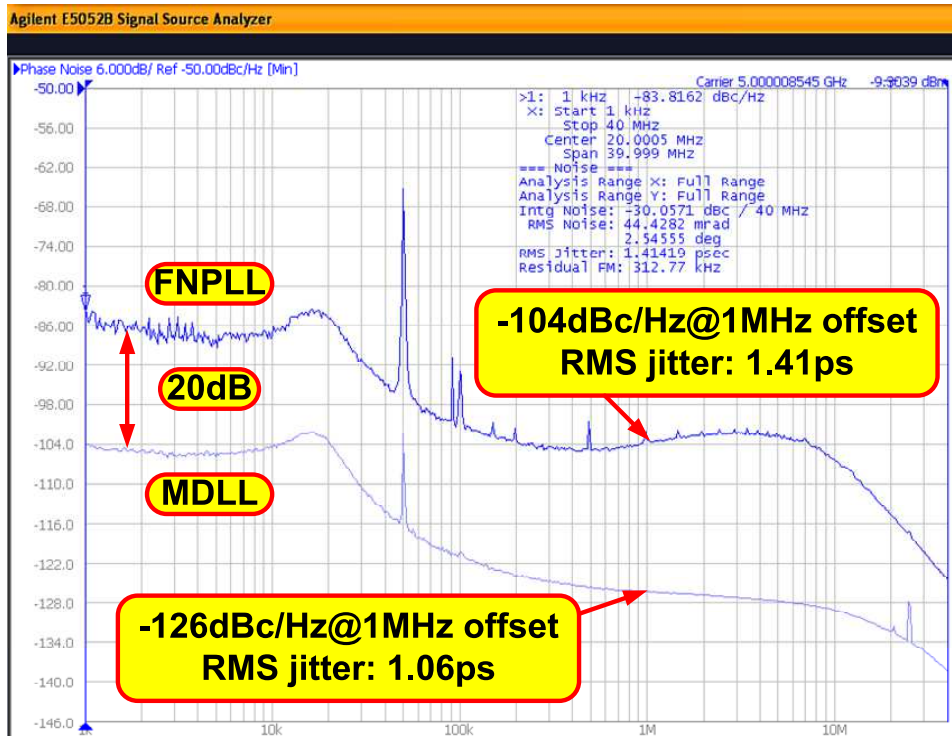 Agilent E5052B Signal Source Analyzer
Phase Noise 6.000dB/ Ref -50.00dBc/Hz [Min]
Carrier 5.000008545 GHz
-50.00
>1: 1 kHz -83.8162 dBc/Hz
X: Start 1 kHz
Stop 40 MHz
Center 20.0005 MHz
Span 39.999 MHz
=== Noise ===
Analysis Range X: Full Range
Analysis Range Y: Full Range
Intg Noise: -30.0571 dBc / 40 MHz
RMS Noise: 44.4282 mrad
2.54555 deg
RMS Jitter: 1.41419 psec
Residual FM: 312.77 kHz
-56.00
-62.00
-68.00
-74.00
-80.00
-86.00
-92.00
-98.00
-104.0
-110.0
-116.0
-122.0
-128.0
-134.0
-140.0
-146.0
FNPLL
20dB
MDLL
-104dBc/Hz@1MHz offset
RMS jitter: 1.41ps
-126dBc/Hz@1MHz offset
RMS jitter: 1.06ps
10k
100k
1M
10M